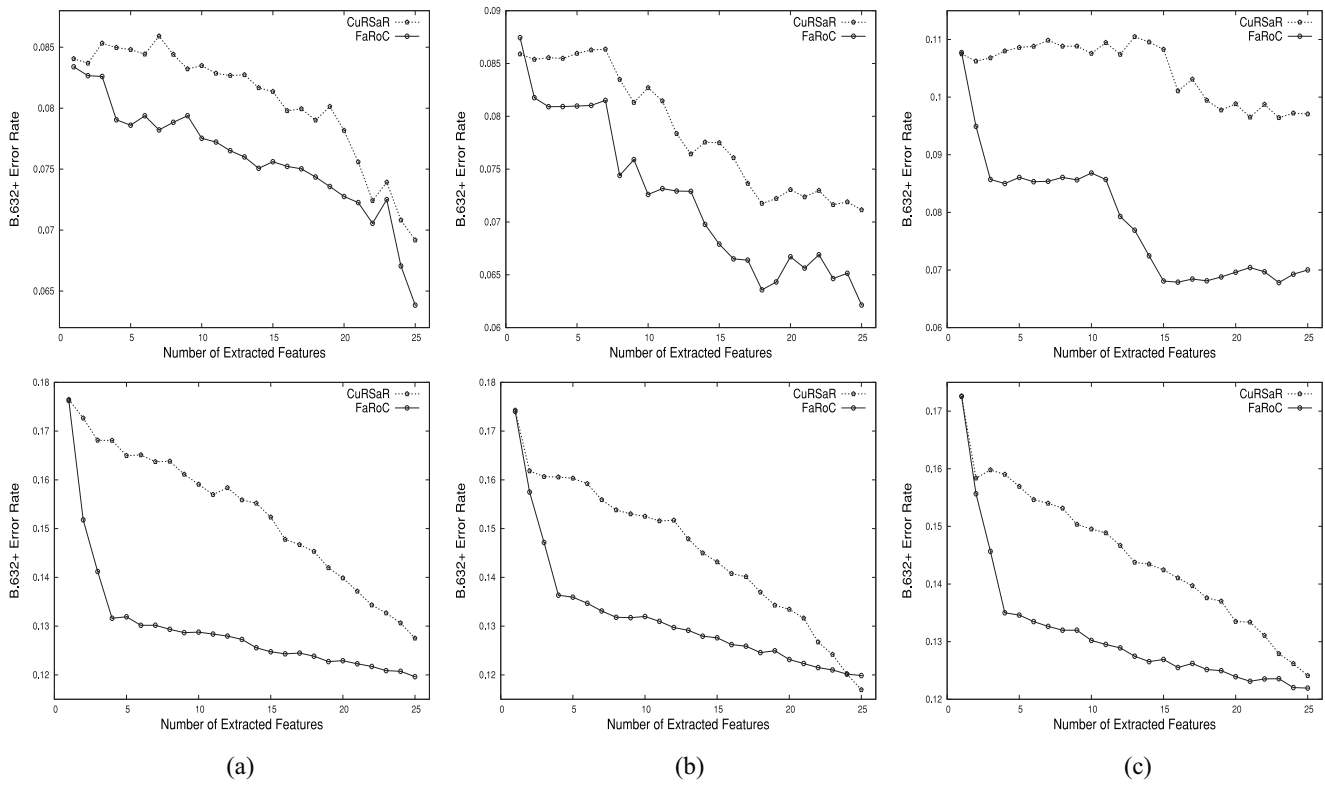 0.085
0.08
0.075
0.07
0.065
0 5 10 15 20 25
B.632+ Error Rate
Number of Extracted Features
CuRSaR
FaRoC
0.09
0.085
0.08
0.075
0.07
0.065
0.06
0 5 10 15 20 25
B.632+ Error Rate
Number of Extracted Features
CuRSaR
FaRoC
0.11
0.1
0.09
0.08
0.07
0.06
0 5 10 15 20 25
B.632+ Error Rate
Number of Extracted Features
CuRSaR
FaRoC
0.18
0.17
0.16
0.15
0.14
0.13
0.12
0 5 10 15 20 25
B.632+ Error Rate
Number of Extracted Features
CuRSaR
FaRoC
0.18
0.17
0.16
0.15
0.14
0.13
0.12
0 5 10 15 20 25
B.632+ Error Rate
Number of Extracted Features
CuRSaR
FaRoC
0.17
0.16
0.15
0.14
0.13
0.12
0 5 10 15 20 25
B.632+ Error Rate
Number of Extracted Features
CuRSaR
FaRoC
(a) (b) (c)